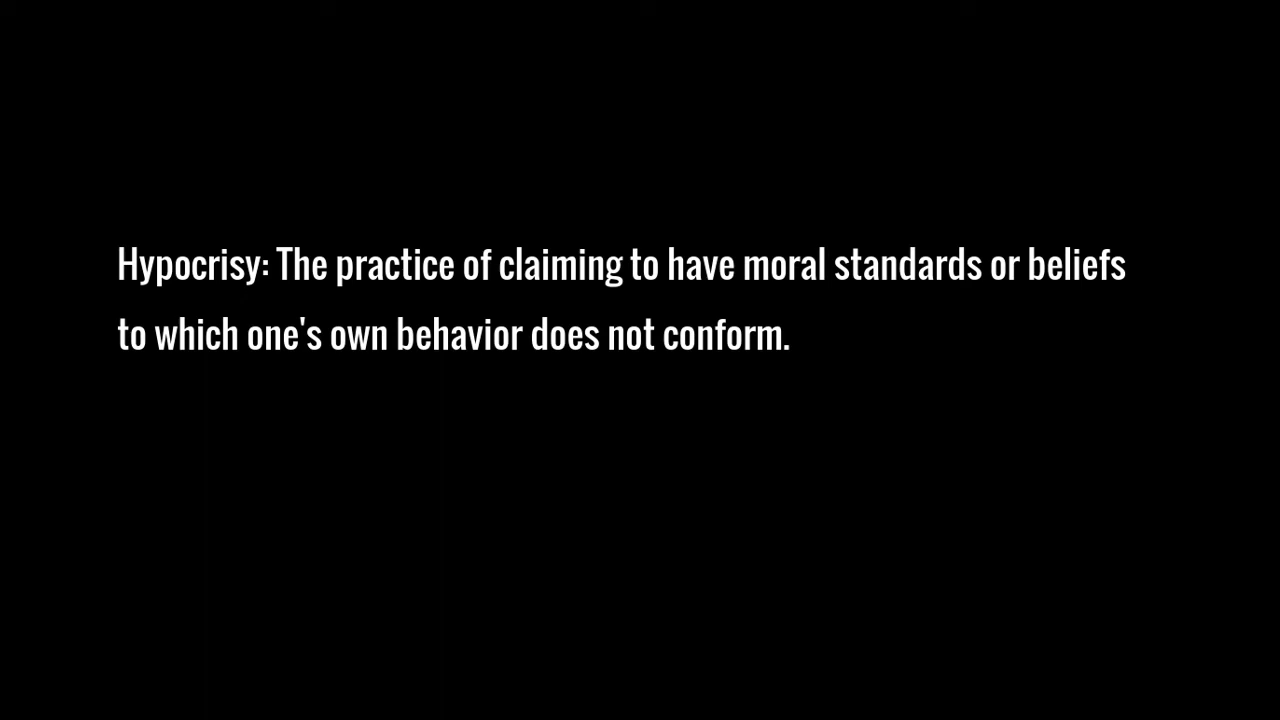 Hypocrisy: The practice of claiming to have moral standards or beliefs
to which one's own behavior does not conform.